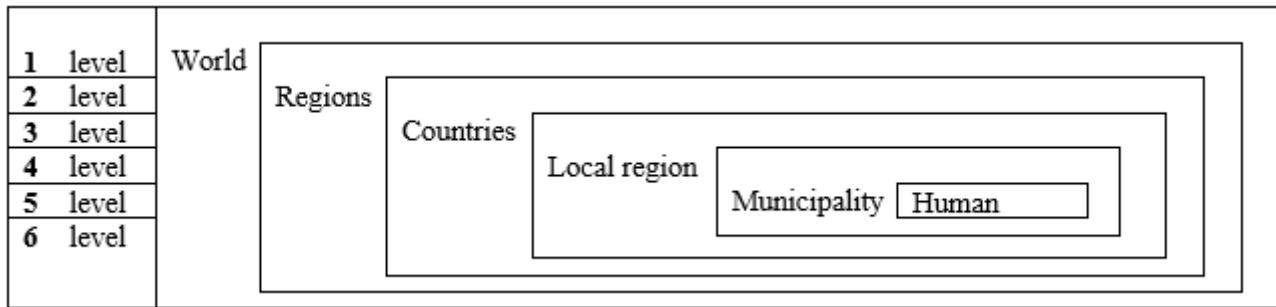 1 level World
2 level Regions
3 level Countries
4 level Local region
5 level Municipality Human
6 level